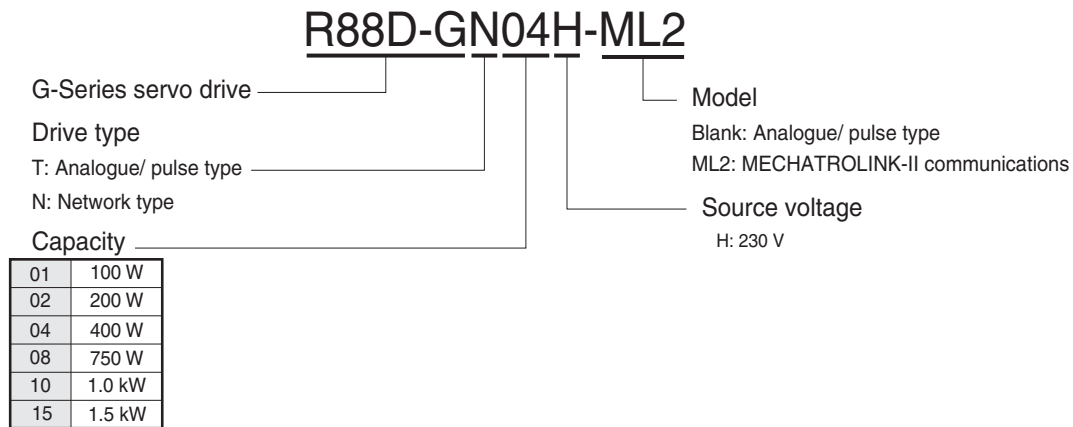 R88D-GN04H-ML2
G-Series servo drive
Drive type
T: Analogue/ pulse type
N: Network type
Capacity
01 100 W
02 200 W
04 400 W
08 750 W
10 1.0 kW
15 1.5 kW
Model
Blank: Analogue/ pulse type
ML2: MECHATROLINK-II communications
Source voltage
H: 230 V